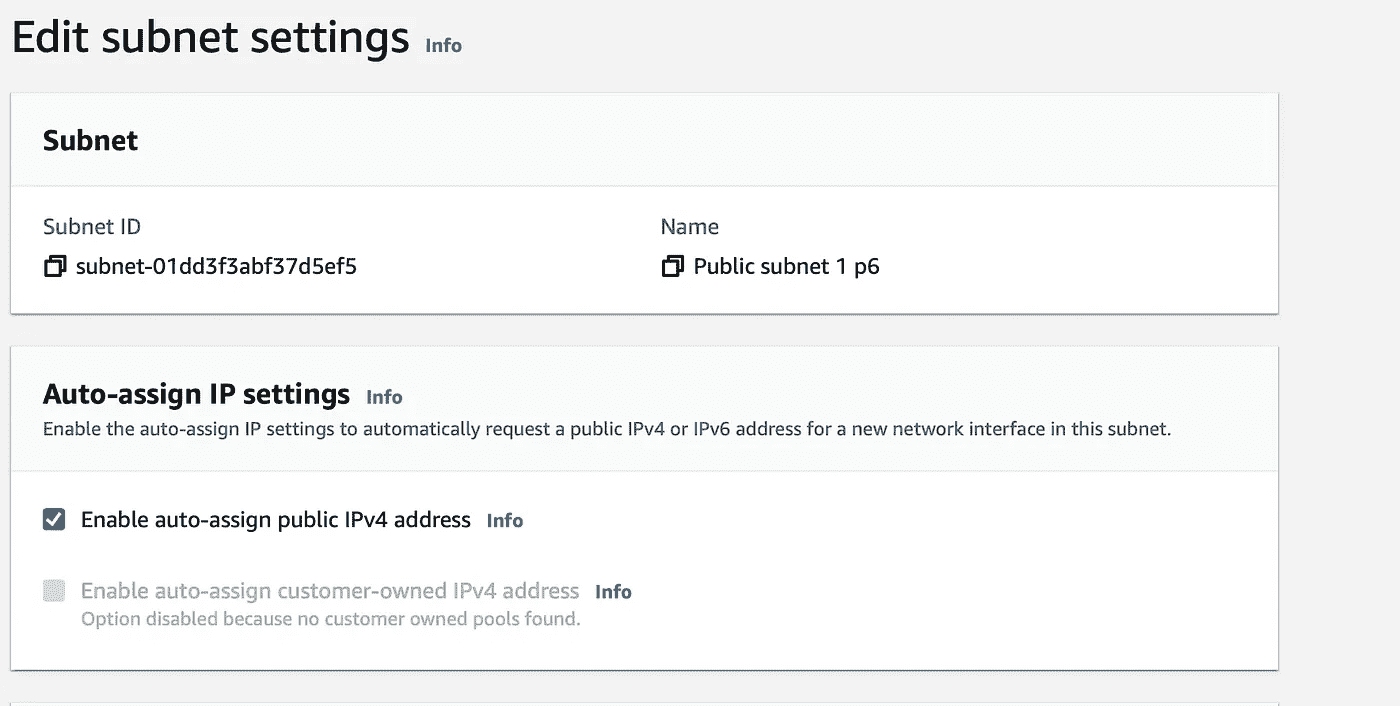 Edit subnet settings Info
Subnet
Subnet ID Name
subnet-01dd3f3abf37d5ef5 Public subnet 1 p6
Auto-assign IP settings Info
Enable the auto-assign IP settings to automatically request a public IPv4 or IPv6 address for a new network interface in this subnet.
Enable auto-assign public IPv4 address Info
Enable auto-assign customer-owned IPv4 address Info
Option disabled because no customer owned pools found.